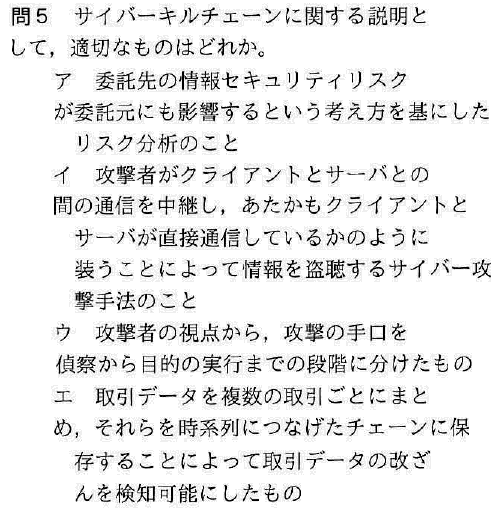 問5 サイバーキルチェーンに関する説明と
して，適切なものはどれか。
ア 委託先の情報セキュリティリスク
が委託元にも影響するという考え方を基にした
リスク分析のこと
イ 攻撃者がクライアントとサーバとの
間の通信を中継し，あたかもクライアントと
サーバが直接通信しているかのように
装うことによって情報を盗聴するサイバー攻
撃手法のこと
ウ 攻撃者の視点から，攻撃の手口を
偵察から目的の実行までの段階に分けたもの
エ 取引データを複数の取引ごとにまと
め，それらを時系列につなげたチェーンに保
存することによって取引データの改ざ
んを検知可能にしたもの